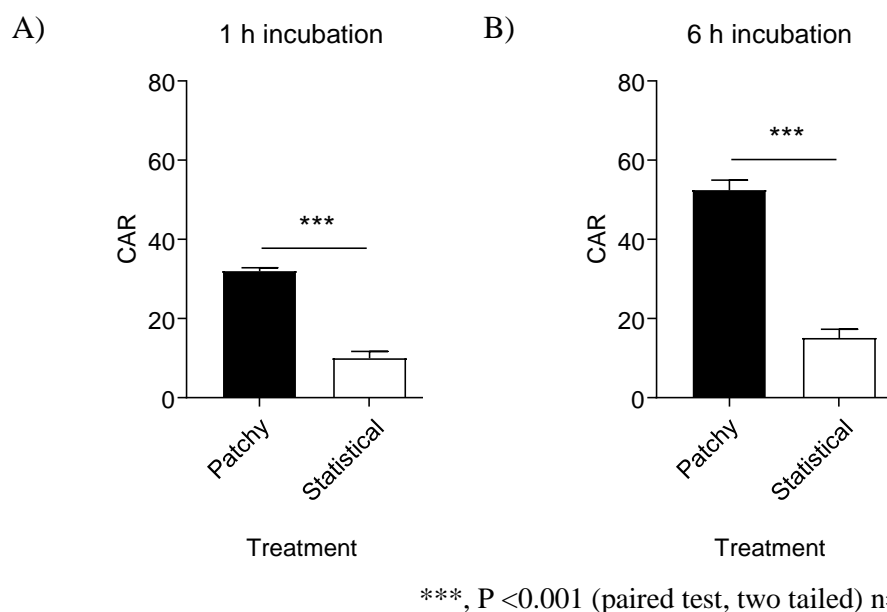 A) 1 h incubation
B) 6 h incubation
80
60
40
20
0
CAR
***
Patchy
Statistical
Treatment
80
60
40
20
0
CAR
***
Patchy
Statistical
Treatment
***, P <0.001 (paired test, two tailed)